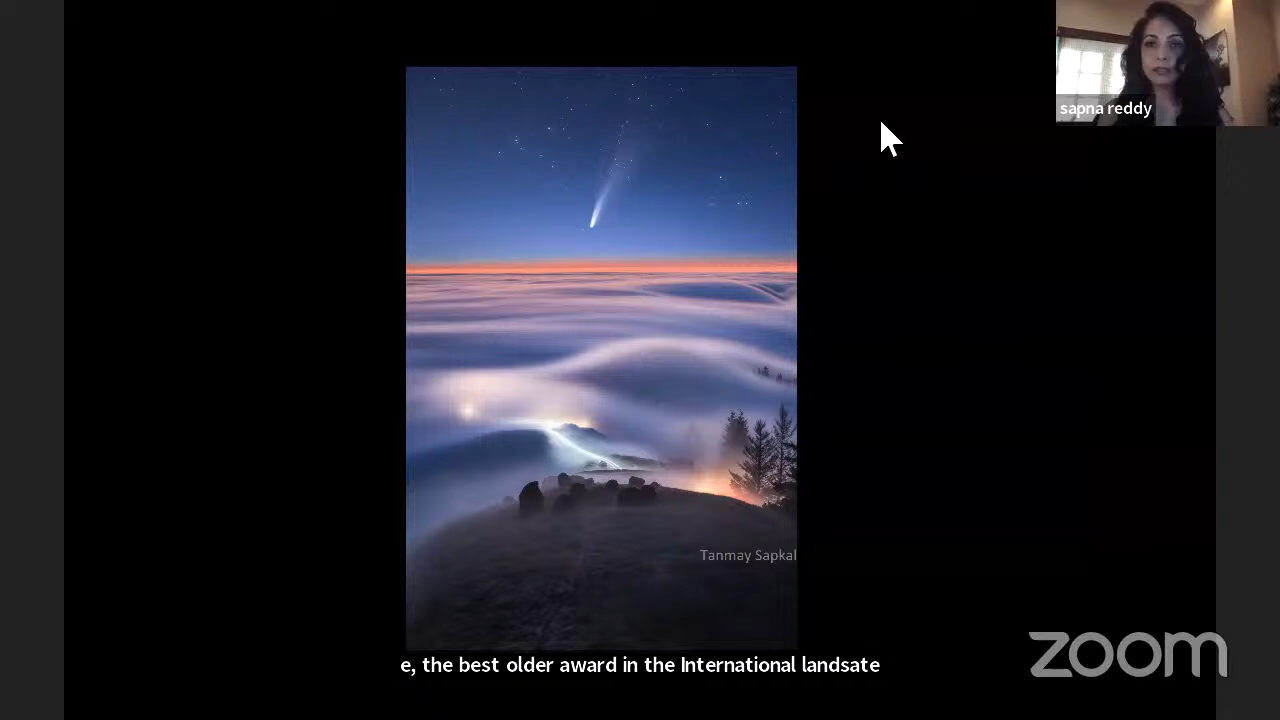 sapna reddy
Tanmay Sapkal
e, the best older award in the International landsate
zoom